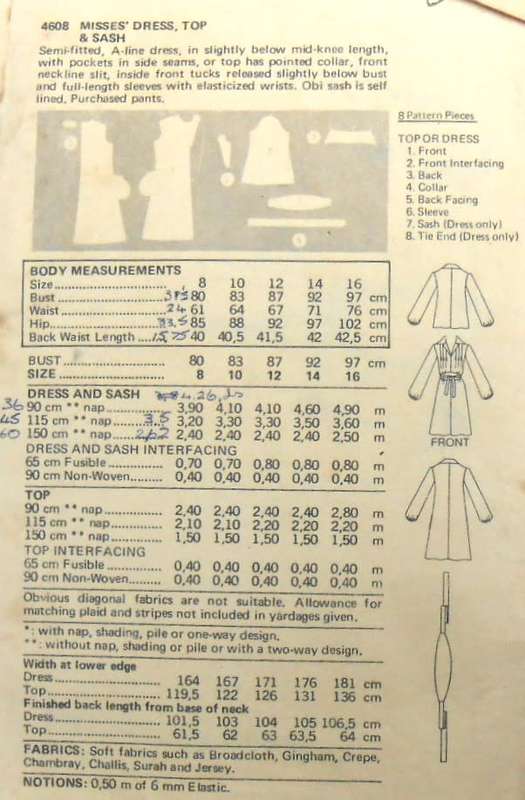 4608 MISSES' DRESS, TOP
& SASH
Semi-fitted, A-line dress, in slightly below mid-knee length,
with pockets in side seams, or top has pointed collar, front
neckline slit, inside front tucks released slightly below bust
and full-length sleeves with elasticized wrists. Obi sash is self
lined. Purchased pants.
8 Pattern Pieces
TOP OR DRESS
1. Front
2. Front Interfacing
3. Back
4. Collar
5. Back Facing
6. Sleeve
7. Sash (Dress only)
8. Tie End (Dress only)
BODY MEASUREMENTS
Size 8 10 12 14 16
Bust 80 83 87 92 97 cm
Waist 24 61 64 67 71 76 cm
Hip 33,5 85 88 92 97 102 cm
Back Waist Length 15,75 40 40,5 41,5 42 42,5 cm
BUST 80 83 87 92 97 cm
SIZE 8 10 12 14 16
DRESS AND SASH 4.26
36 90 cm ** nap 3,90 4,10 4,10 4,60 4,90 m
45 115 cm ** nap 3.5 3,20 3,30 3,30 3,50 3,60 m
60 150 cm ** nap 2,62 2,40 2,40 2,40 2,40 2,50 m
DRESS AND SASH INTERFACING
65 cm Fusible 0,70 0,70 0,80 0,80 0,80 m
90 cm Non-Woven 0,40 0,40 0,40 0,40 0,40 m
TOP
90 cm ** nap 2,40 2,40 2,40 2,40 2,80 m
115 cm ** nap 2,10 2,10 2,20 2,20 2,20 m
150 cm ** nap 1,50 1,50 1,50 1,50 1,50 m
TOP INTERFACING
65 cm Fusible 0,40 0,40 0,40 0,40 0,40 m
90 cm Non-Woven 0,40 0,40 0,40 0,40 0,40 m
FRONT
Obvious diagonal fabrics are not suitable. Allowance for
matching plaid and stripes not included in yardages given.
*: with nap, shading, pile or one-way design.
**: without nap, shading or pile or with a two-way design.
Width at lower edge
Dress 164 167 171 176 181 cm
Top 119,5 122 126 131 136 cm
Finished back length from base of neck
Dress 101,5 103 104 105 106,5 cm
Top 61,5 62 63 63,5 64 cm
FABRICS: Soft fabrics such as Broadcloth, Gingham, Crepe,
Chambray, Challis, Surah and Jersey.
NOTIONS: 0,50 m of 6 mm Elastic.